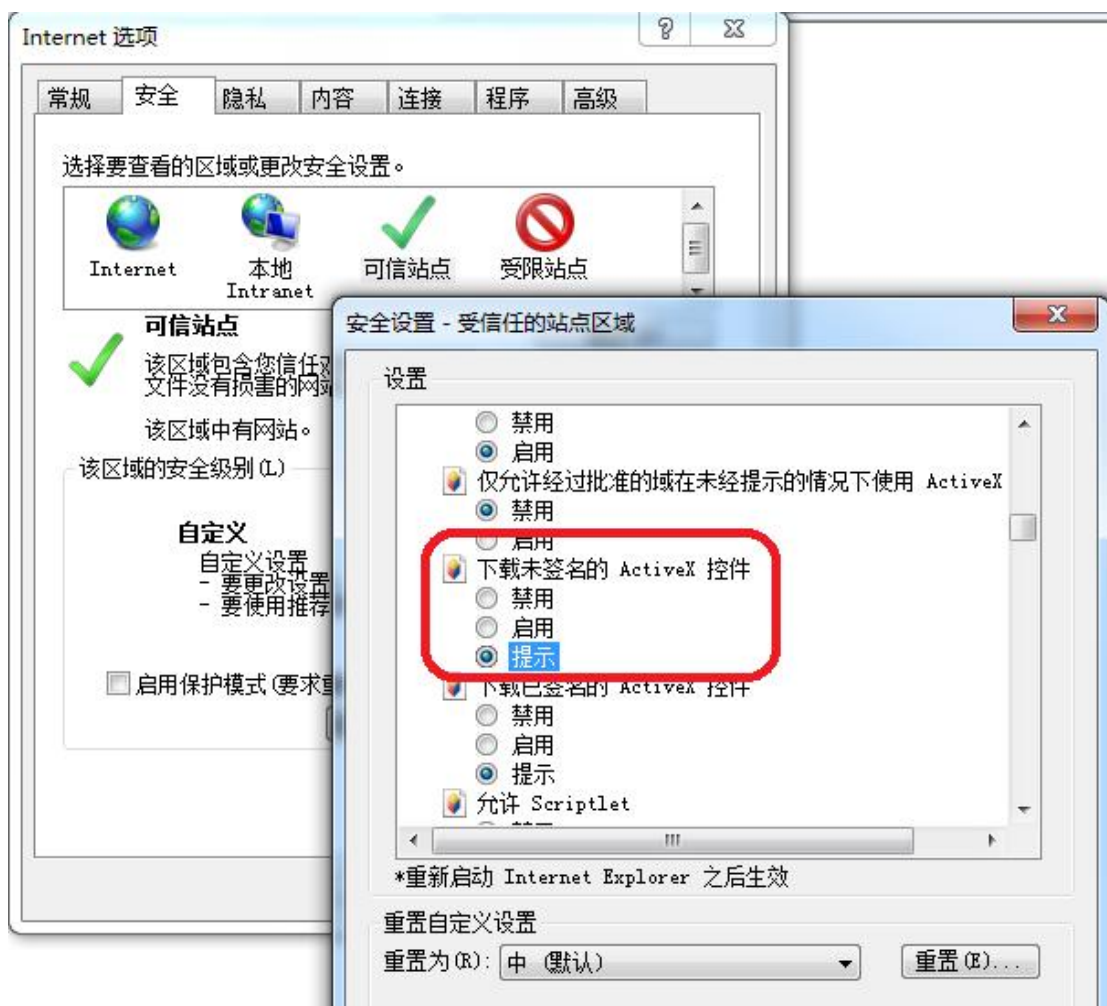 Internet 选项
常规 安全 隐私 内容 连接 程序 高级
选择要查看的区域或更改安全设置。
Internet
本地
Intranet
可信站点
受限站点
可信站点
该区域包含您信任
文件没有损害的网
该区域中有网站。
该区域的安全级别(L)
自定义
自定义设置
- 要更改设置
- 要使用推荐
启用保护模式(要求
安全设置 - 受信任的站点区域
设置
禁用
启用
仅允许经过批准的域在未经提示的情况下使用 ActiveX
禁用
启用
下载未签名的 ActiveX 控件
禁用
启用
提示
下载已签名的 ActiveX 控件
禁用
启用
提示
允许 Scriptlet
*重新启动 Internet Explorer 之后生效
重置自定义设置
重置为(R): 中 (默认) 重置(E)...